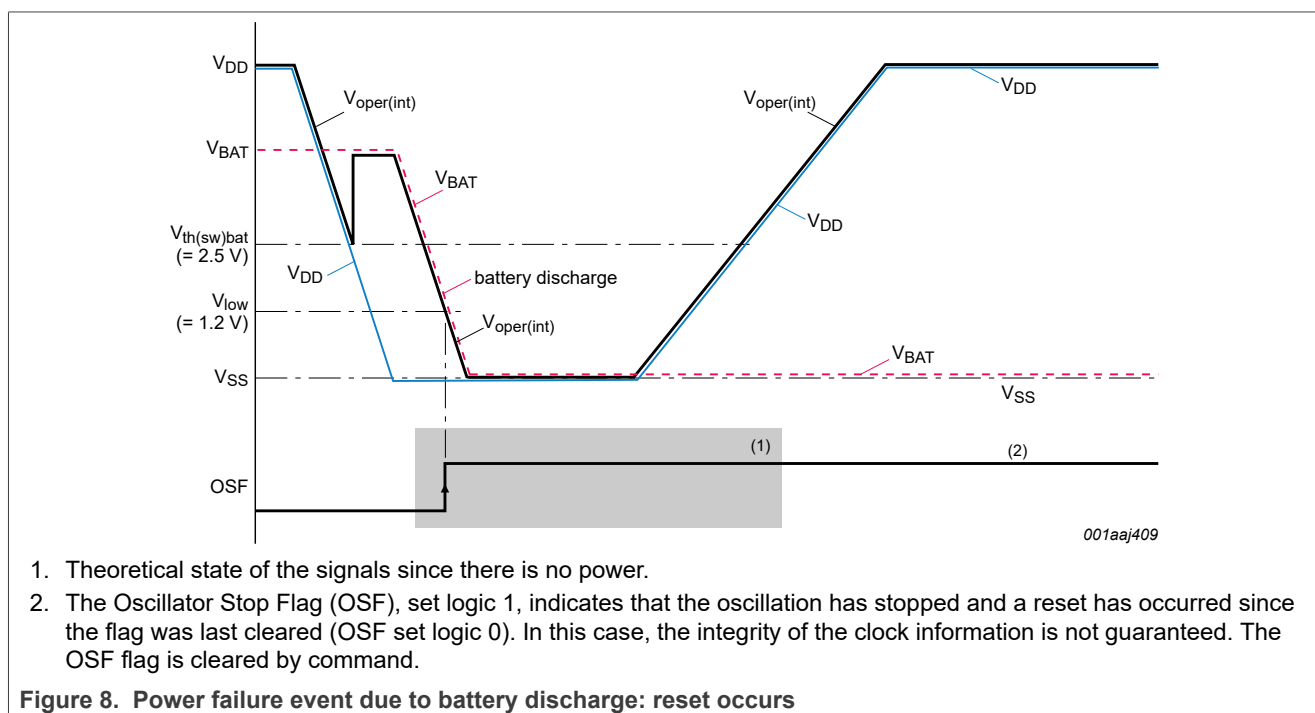 VDD
Voper(int)
Voper(int)
VDD
VBAT
VBAT
VDD
Vth(sw)bat
(= 2.5 V)
VDD
battery discharge
Vlow
(= 1.2 V)
Voper(int)
VBAT
VSS
VSS
(1)
(2)
OSF
001aaj409
1. Theoretical state of the signals since there is no power.
2. The Oscillator Stop Flag (OSF), set logic 1, indicates that the oscillation has stopped and a reset has occurred since
the flag was last cleared (OSF set logic 0). In this case, the integrity of the clock information is not guaranteed. The
OSF flag is cleared by command.
Figure 8. Power failure event due to battery discharge: reset occurs